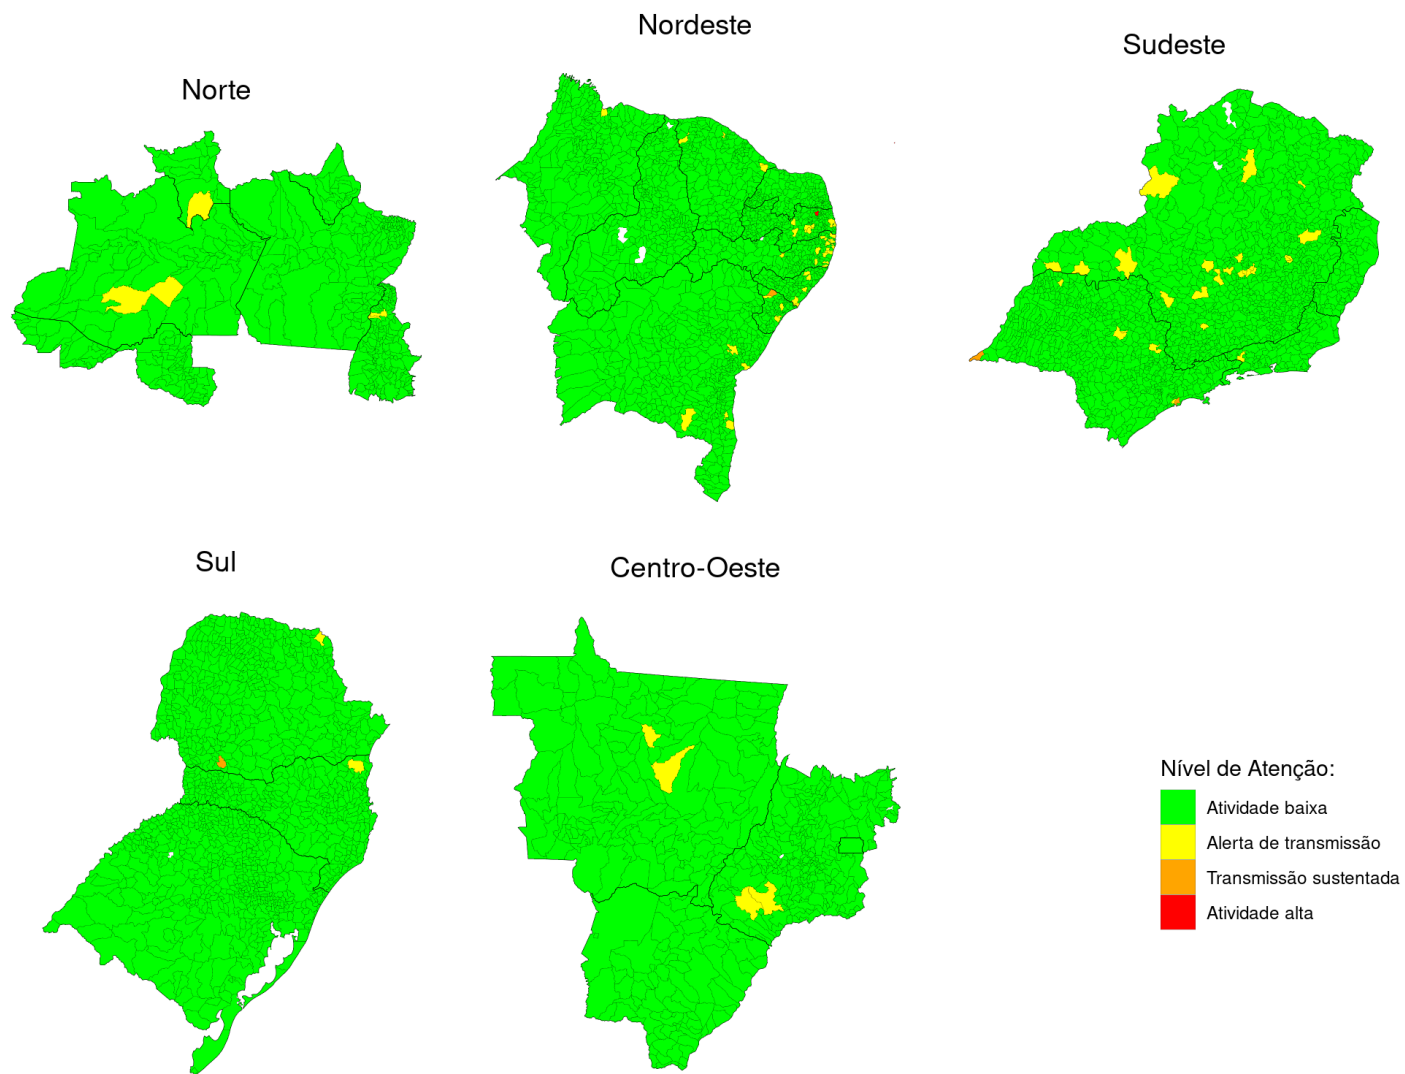 Nordeste
Sudeste
Norte
Sul
Centro-Oeste
Nível de Atenção:
Atividade baixa
Alerta de transmissão
Transmissão sustentada
Atividade alta